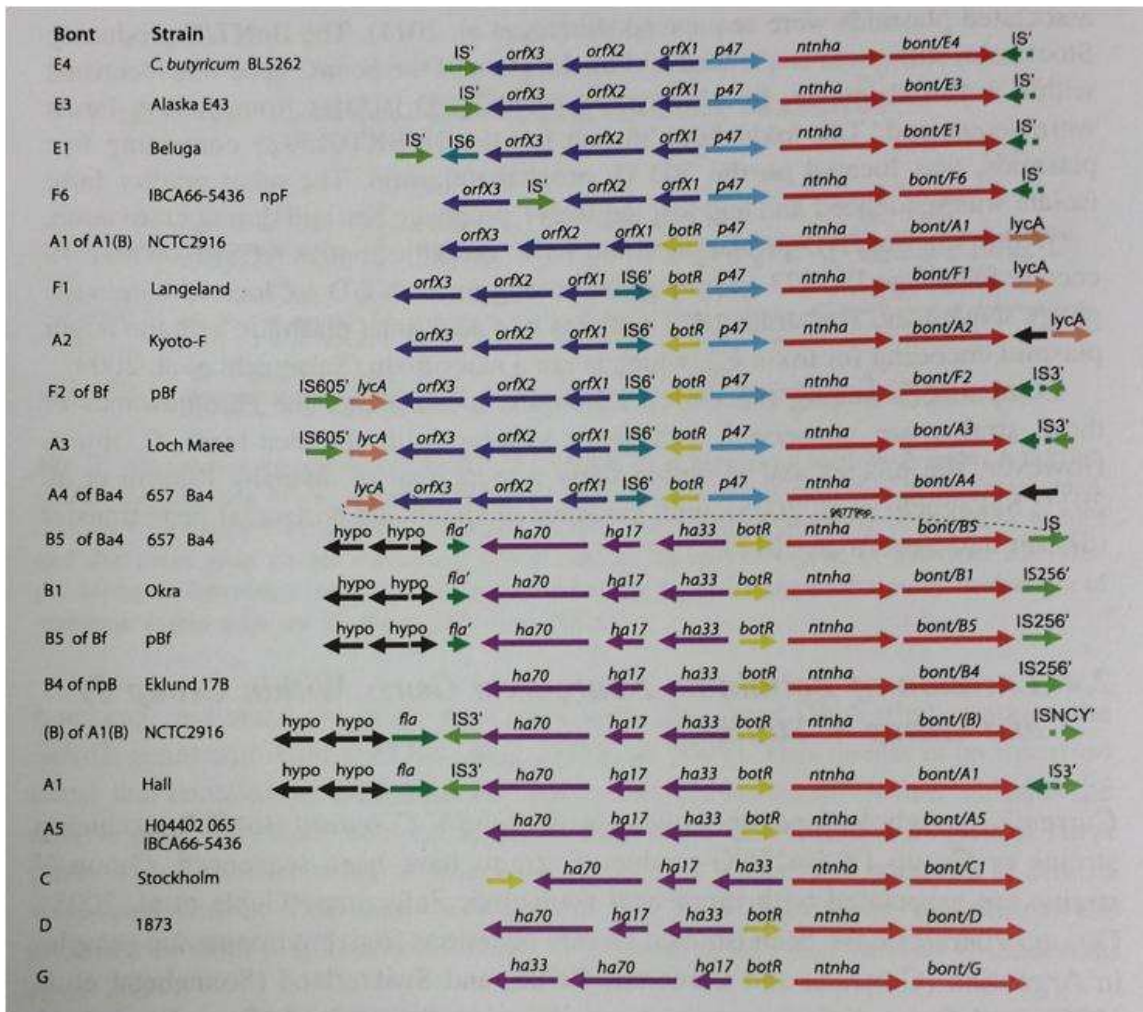 Bont Strain
IS' orfX3 orfX2 orfX1 p47 ntnha bont/E4 IS'
E4 C. butyricum BL5262
IS' orfX3 orfX2 orfX1 p47 ntnha bont/E3 IS'
E3 Alaska E43
IS' IS6 orfX3 orfX2 orfX1 p47 ntnha bont/E1 IS'
E1 Beluga
orfX3 IS' orfX2 orfX1 p47 ntnha bont/F6 IS'
F6 IBCA66-5436 npF
orfX3 orfX2 orfX1 botR p47 ntnha bont/A1 lycA
A1 of A1(B) NCTC2916
orfX3 orfX2 orfX1 IS6' botR p47 ntnha bont/F1 lycA
F1 Langeland
orfX3 orfX2 orfX1 IS6' botR p47 ntnha bont/A2 lycA
A2 Kyoto-F
IS605' lycA orfX3 orfX2 orfX1 IS6' botR p47 ntnha bont/F2 IS3'
F2 of Bf pBf
IS605' lycA orfX3 orfX2 orfX1 IS6' botR p47 ntnha bont/A3 IS3'
A3 Loch Maree
lycA orfX3 orfX2 orfX1 IS6' botR p47 ntnha bont/A4
A4 of Ba4 657 Ba4
hypo hypo fla' ha70 ha17 ha33 botR ntnha bont/B5 IS
B5 of Ba4 657 Ba4
hypo hypo fla' ha70 ha17 ha33 botR ntnha bont/B1 IS256'
B1 Okra
hypo hypo fla' ha70 ha17 ha33 botR ntnha bont/B5 IS256'
B5 of Bf pBf
ha70 ha17 ha33 botR ntnha bont/B4 IS256'
B4 of npB Eklund 17B
hypo hypo fla IS3' ha70 ha17 ha33 botR ntnha bont/(B) ISNCY'
(B) of A1(B) NCTC2916
hypo hypo fla IS3' ha70 ha17 ha33 botR ntnha bont/A1 IS3'
A1 Hall
ha70 ha17 ha33 botR ntnha bont/A5
A5 H04402 065
IBCA66-5436
ha70 ha17 ha33 ntnha bont/C1
C Stockholm
ha70 ha17 ha33 botR ntnha bont/D
D 1873
ha33 ha70 ha17 botR ntnha bont/G
G